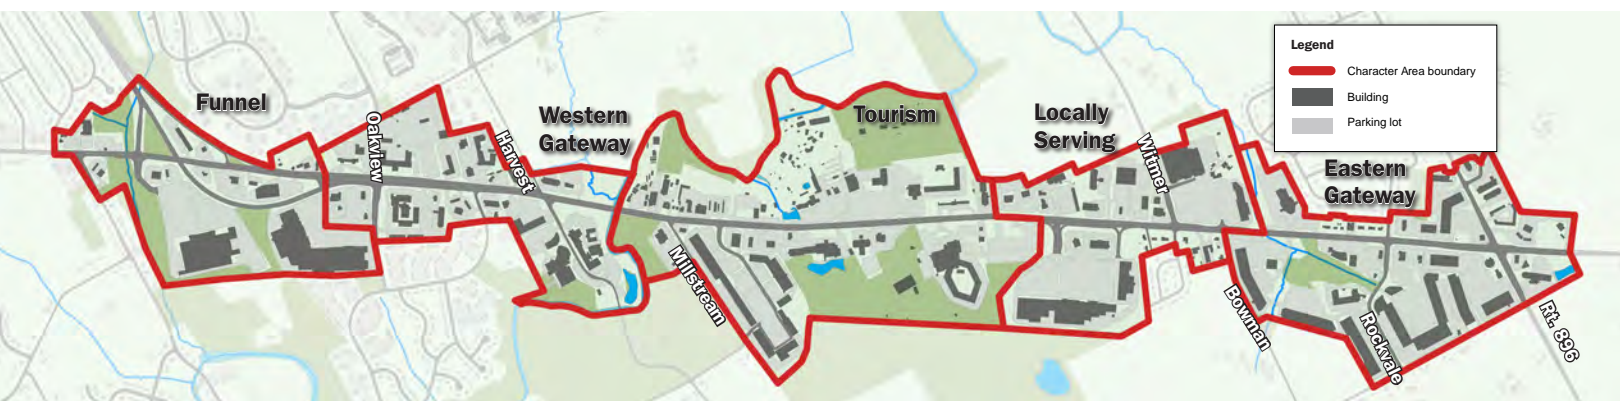 Legend
Character Area boundary
Building
Parking lot
Funnel
Oakview
Harvest
Western
Gateway
Millstream
Tourism
Locally
Serving
Witmer
Bowman
Eastern
Gateway
Rockvale
Rt. 896